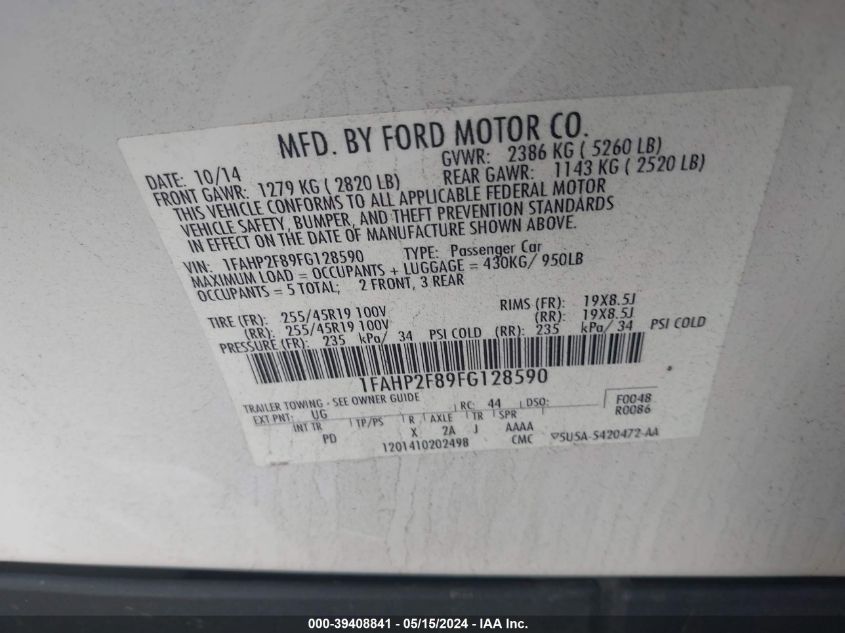 MFD. BY FORD MOTOR CO.
DATE: 10/14 GVWR: 2386 KG ( 5260 LB)
FRONT GAWR: 1279 KG ( 2820 LB) REAR GAWR: 1143 KG ( 2520 LB)
THIS VEHICLE CONFORMS TO ALL APPLICABLE FEDERAL MOTOR
VEHICLE SAFETY, BUMPER, AND THEFT PREVENTION STANDARDS
IN EFFECT ON THE DATE OF MANUFACTURE SHOWN ABOVE.
VIN: 1FAHP2F89FG128590 TYPE: Passenger Car
MAXIMUM LOAD = OCCUPANTS + LUGGAGE = 430KG/ 950LB
OCCUPANTS = 5 TOTAL; 2 FRONT, 3 REAR
TIRE (FR): 255/45R19 100V RIMS (FR): 19X8.5J
(RR): 255/45R19 100V (RR): 19X8.5J
PRESSURE (FR): 235 kPa/ 34 PSI COLD (RR): 235 kPa/ 34 PSI COLD
1FAHP2F89FG128590
TRAILER TOWING - SEE OWNER GUIDE
EXT PNT: UG RC: 44 DSO: F0048
R0086
INT TR TP/PS R AXLE TR SPR
PD X 2A J AAAA
1201410202498 CMC 5U5A-5420472-AA
000-39408841 - 05/15/2024 - IAA Inc.